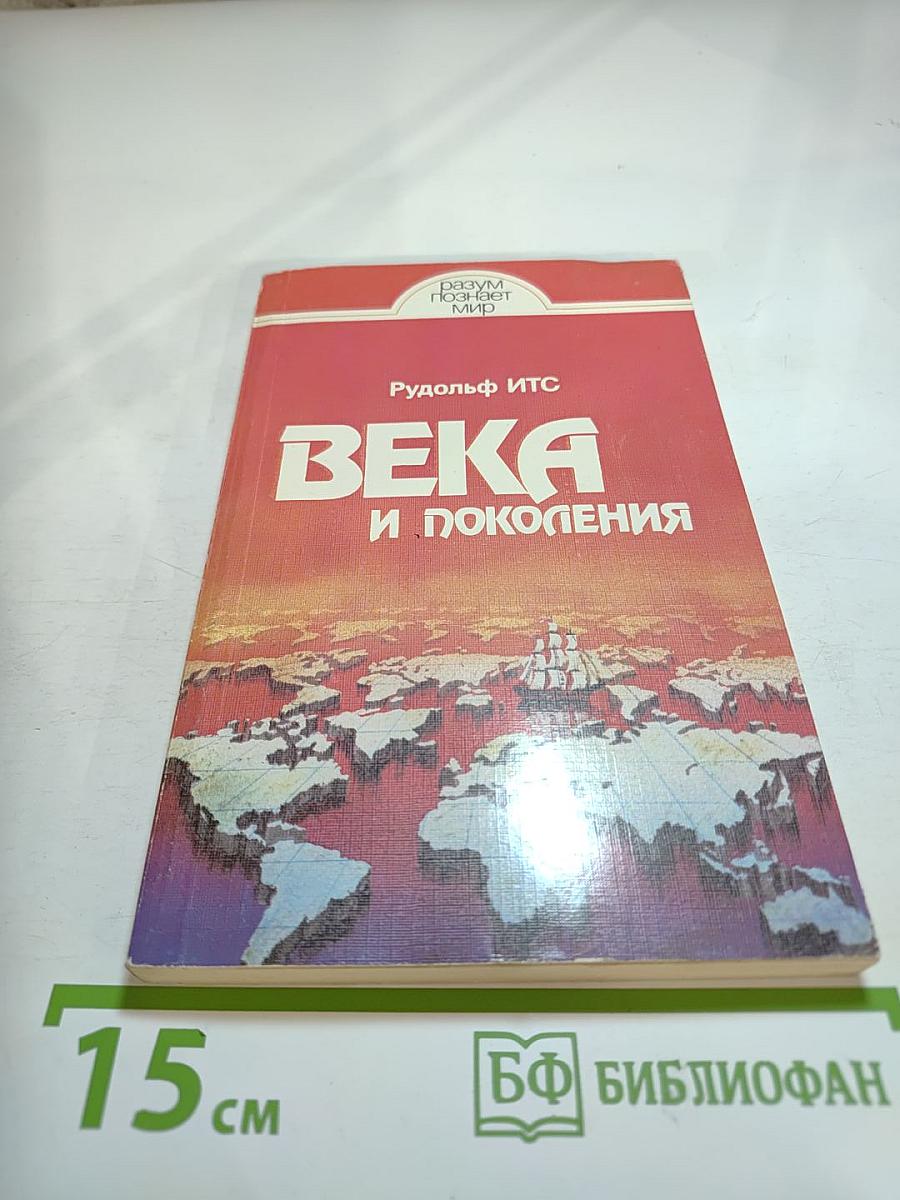 разум
познает
мир
Рудольф ИТС
ВЕКА
И ПОКОЛЕНИЯ
15 см
БФ БИБЛИОФАН